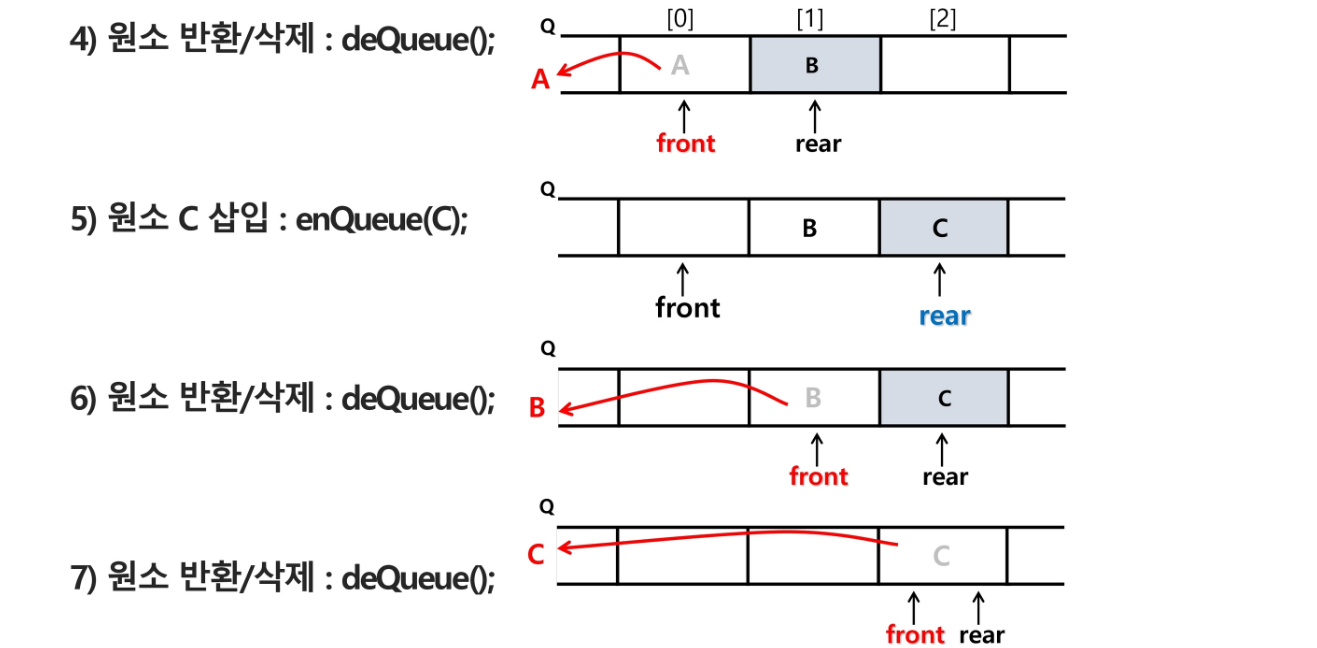 [0] [1] [2]
4) 원소 반환/삭제 : deQueue();
Q
A
A
B
front
rear
5) 원소 C 삽입 : enQueue(C);
Q
B
C
front
rear
6) 원소 반환/삭제 : deQueue();
Q
B
B
C
front
rear
7) 원소 반환/삭제 : deQueue();
Q
C
C
front
rear